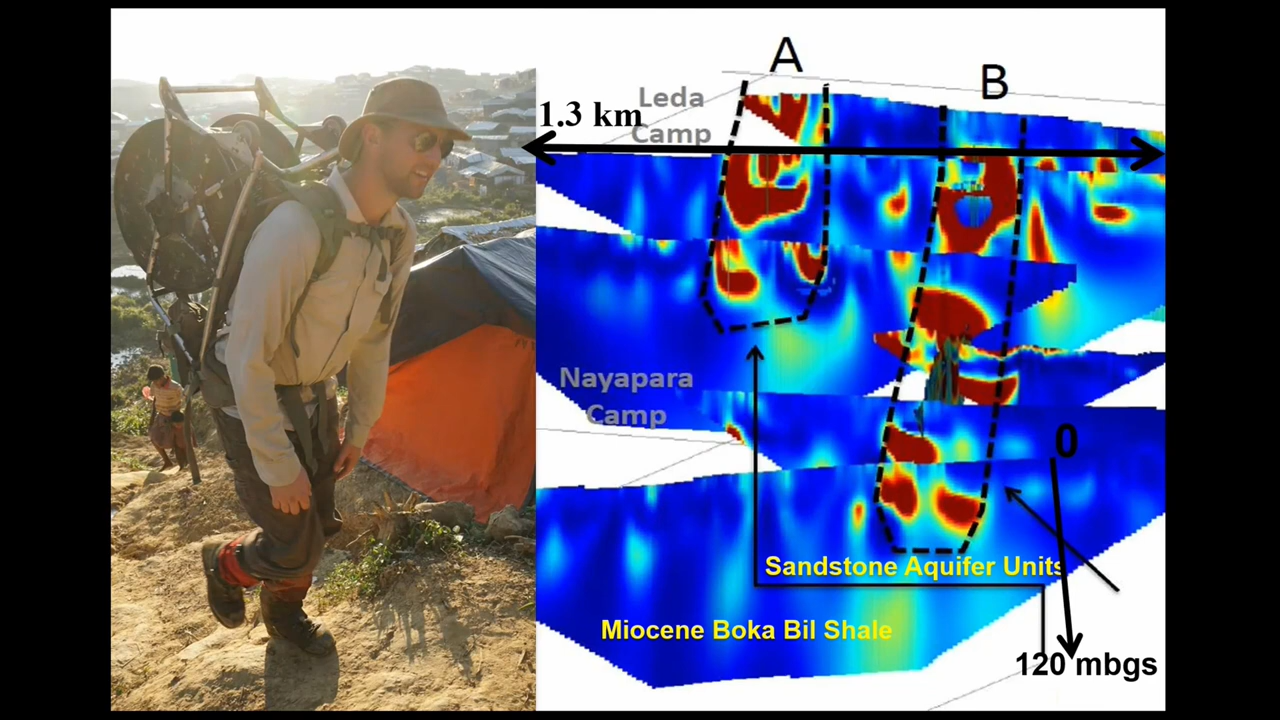 A
B
Leda
Camp
1.3 km
Nayapara
Camp
0
Sandstone Aquifer Units
Miocene Boka Bil Shale
120 mbgs